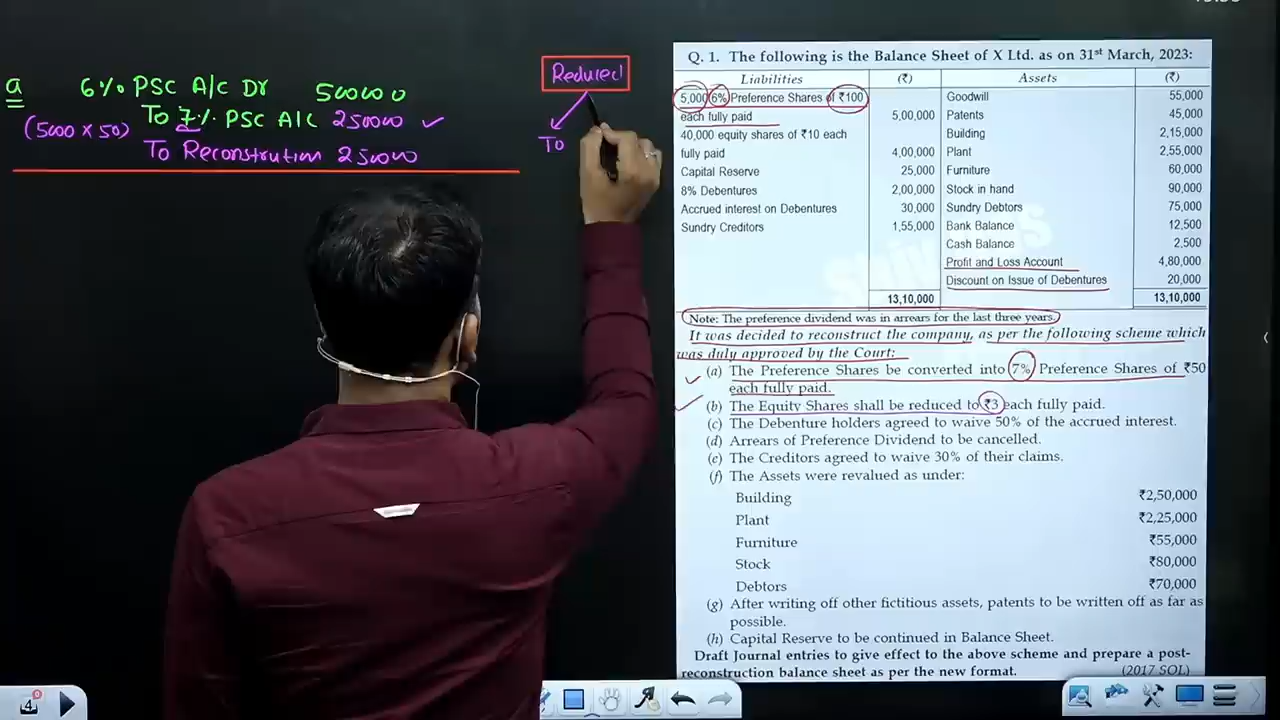 a 6% PSC A/c Dr 500000
To 7% PSC A/C 250000 ✓
(5000 x 50)
To Reconstrution 250000
Reduced
To
Q. 1. The following is the Balance Sheet of X Ltd. as on 31st March, 2023:
Liabilities (₹) Assets (₹)
5,000 6% Preference Shares of ₹100 Goodwill 55,000
each fully paid 5,00,000 Patents 45,000
40,000 equity shares of ₹10 each Building 2,15,000
fully paid 4,00,000 Plant 2,55,000
Capital Reserve 25,000 Furniture 60,000
8% Debentures 2,00,000 Stock in hand 90,000
Accrued interest on Debentures 30,000 Sundry Debtors 75,000
Sundry Creditors 1,55,000 Bank Balance 12,500
Cash Balance 2,500
Profit and Loss Account 4,80,000
Discount on Issue of Debentures 20,000
13,10,000 13,10,000
Note: The preference dividend was in arrears for the last three years.
It was decided to reconstruct the company, as per the following scheme which
was duly approved by the Court:
(a) The Preference Shares be converted into 7% Preference Shares of ₹50
each fully paid.
(b) The Equity Shares shall be reduced to ₹3 each fully paid.
(c) The Debenture holders agreed to waive 50% of the accrued interest.
(d) Arrears of Preference Dividend to be cancelled.
(e) The Creditors agreed to waive 30% of their claims.
(f) The Assets were revalued as under:
Building ₹2,50,000
Plant ₹2,25,000
Furniture ₹55,000
Stock ₹80,000
Debtors ₹70,000
(g) After writing off other fictitious assets, patents to be written off as far as
possible.
(h) Capital Reserve to be continued in Balance Sheet.
Draft Journal entries to give effect to the above scheme and prepare a post-
reconstruction balance sheet as per the new format. (2017 SOL)
4